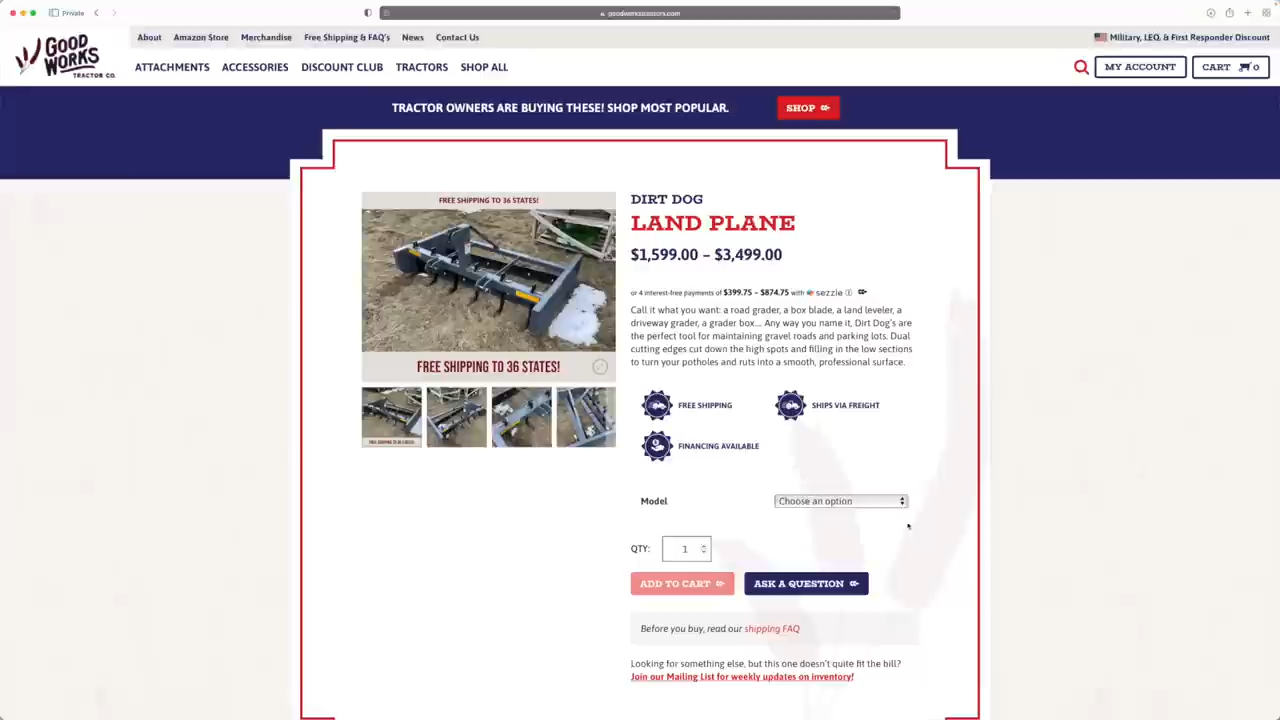 Private
goodworkstractors.com
GOOD
WORKS
TRACTOR CO.
About Amazon Store Merchandise Free Shipping & FAQ's News Contact Us
Military, LEO, & First Responder Discount
ATTACHMENTS ACCESSORIES DISCOUNT CLUB TRACTORS SHOP ALL
MY ACCOUNT CART 0
TRACTOR OWNERS ARE BUYING THESE! SHOP MOST POPULAR. SHOP
FREE SHIPPING TO 36 STATES!
FREE SHIPPING TO 36 STATES!
FREE SHIPPING TO 36 STATES!
DIRT DOG
LAND PLANE
$1,599.00 – $3,499.00
or 4 interest-free payments of $399.75 – $874.75 with sezzle
Call it what you want: a road grader, a box blade, a land leveler, a
driveway grader, a grader box.... Any way you name it, Dirt Dog's are
the perfect tool for maintaining gravel roads and parking lots. Dual
cutting edges cut down the high spots and filling in the low sections
to turn your potholes and ruts into a smooth, professional surface.
FREE SHIPPING SHIPS VIA FREIGHT
FINANCING AVAILABLE
Model Choose an option
QTY: 1
ADD TO CART ASK A QUESTION
Before you buy, read our shipping FAQ
Looking for something else, but this one doesn't quite fit the bill?
Join our Mailing List for weekly updates on inventory!